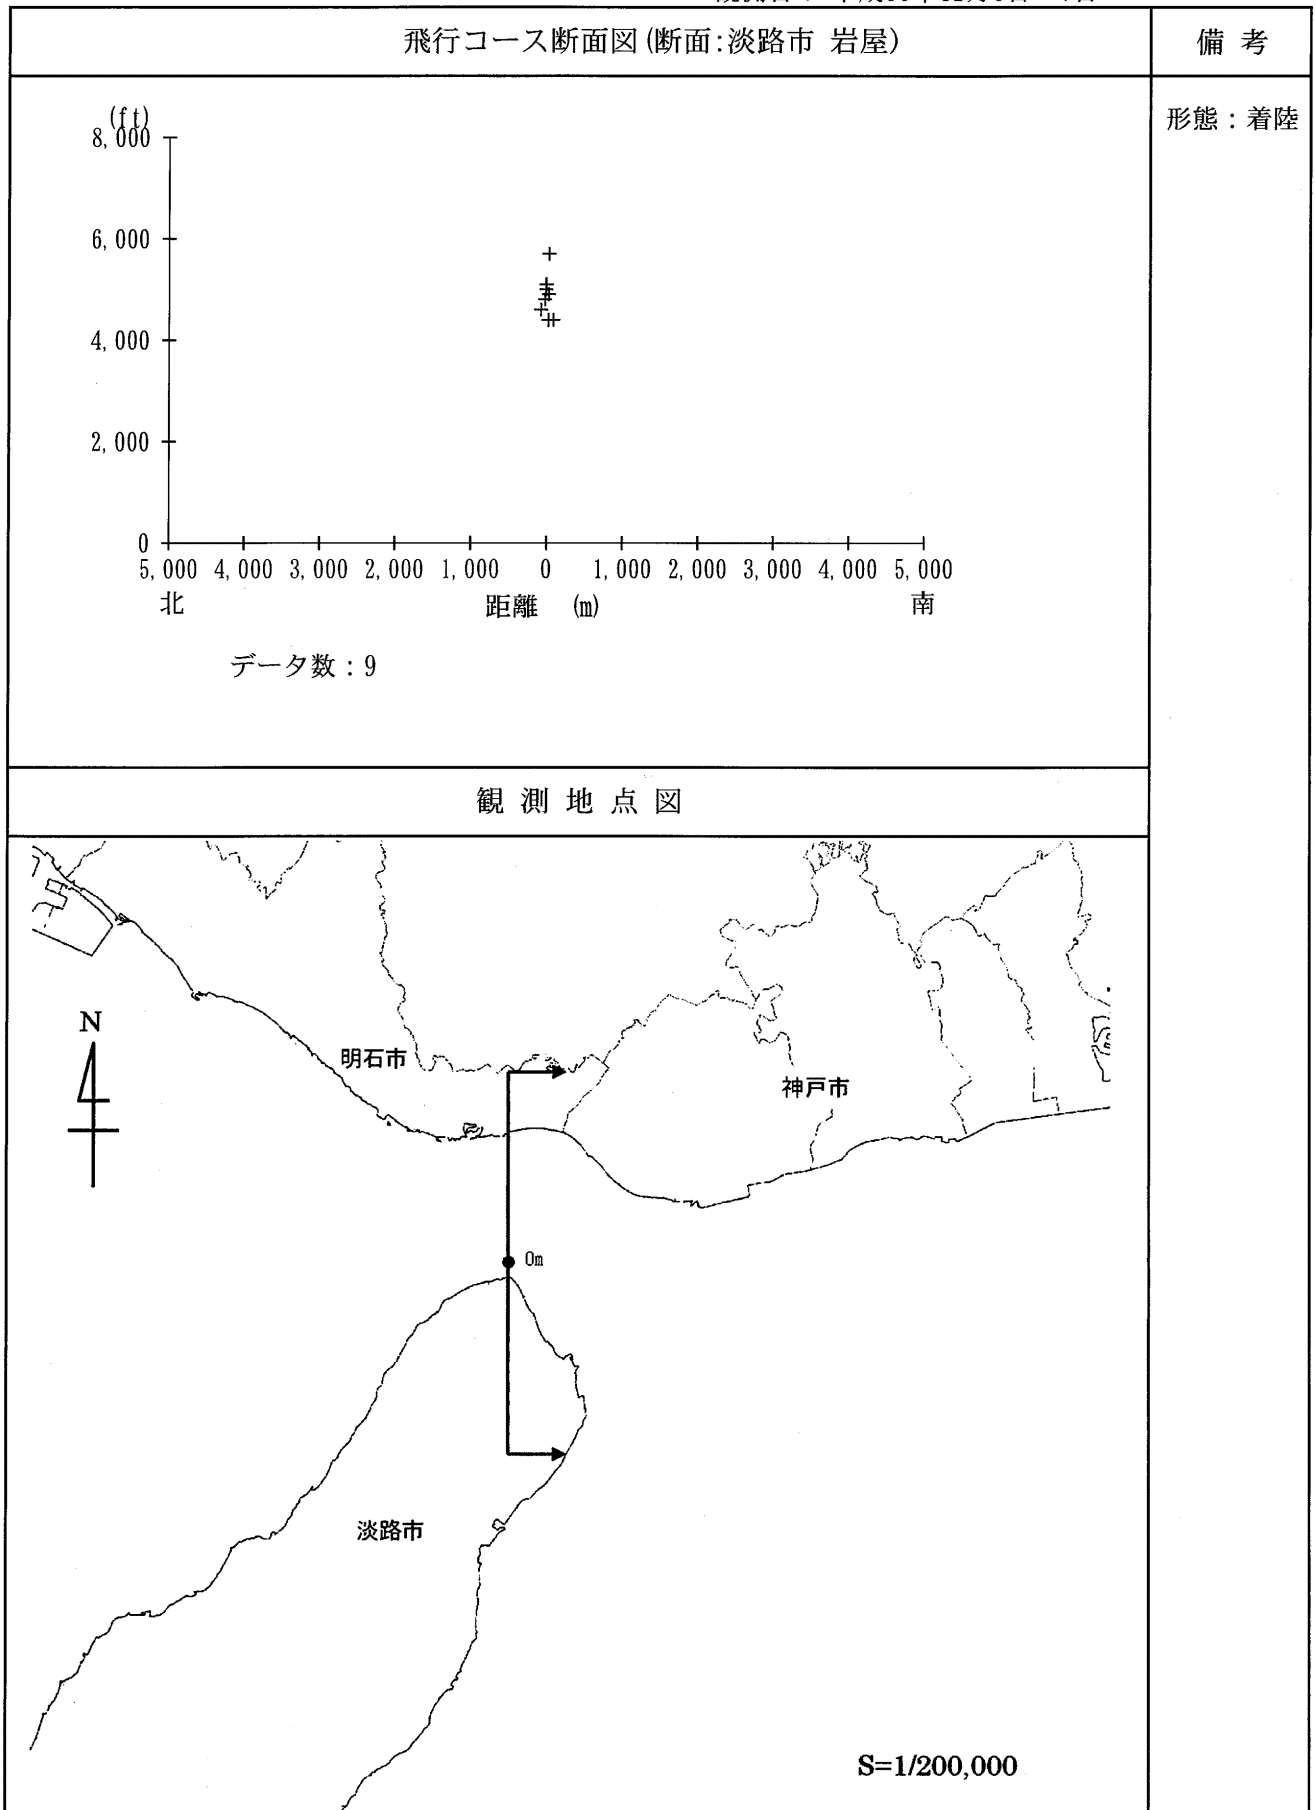 飛行コース断面図(断面:淡路市 岩屋)
備 考
形態：着陸
(ft)
8,000
6,000
4,000
2,000
0
5,000 4,000 3,000 2,000 1,000 0 1,000 2,000 3,000 4,000 5,000
北 距離 (m) 南
データ数：9
観 測 地 点 図
N
明石市
神戸市
0m
淡路市
S=1/200,000